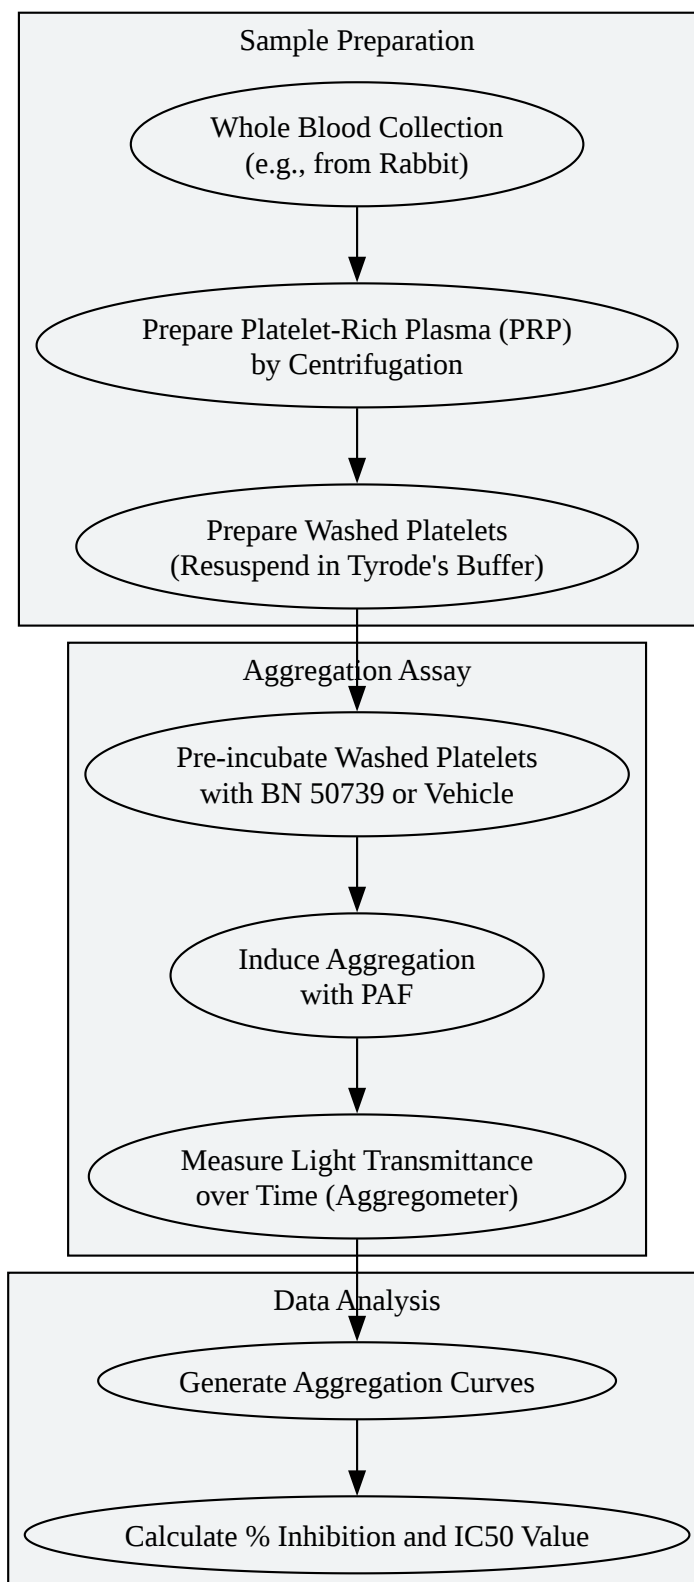 Sample Preparation
Whole Blood Collection
(e.g., from Rabbit)
Prepare Platelet-Rich Plasma (PRP)
by Centrifugation
Prepare Washed Platelets
(Resuspend in Tyrode's Buffer)
Aggregation Assay
Pre-incubate Washed Platelets
with BN 50739 or Vehicle
Induce Aggregation
with PAF
Measure Light Transmittance
over Time (Aggregometer)
Data Analysis
Generate Aggregation Curves
Calculate % Inhibition and IC50 Value